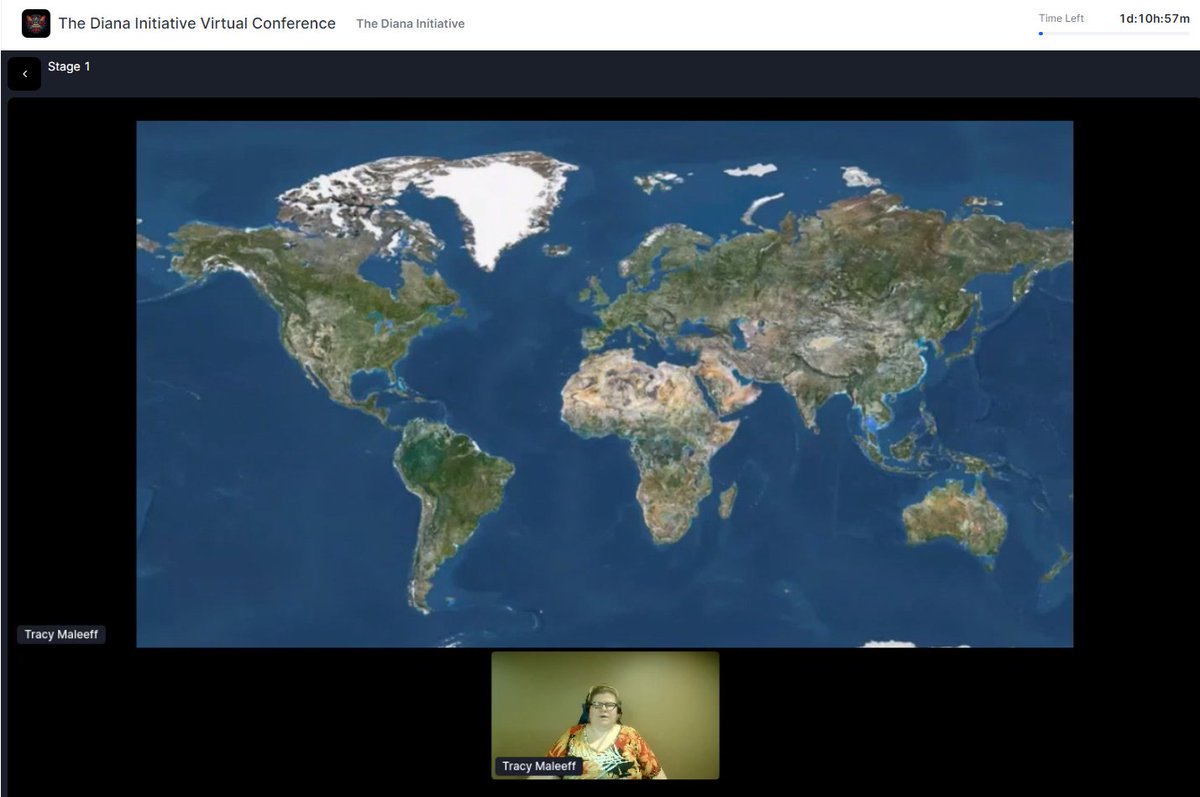 The Diana Initiative Virtual Conference
The Diana Initiative
Time Left
1d:10h:57m
Stage 1
Tracy Maleeff
Tracy Maleeff